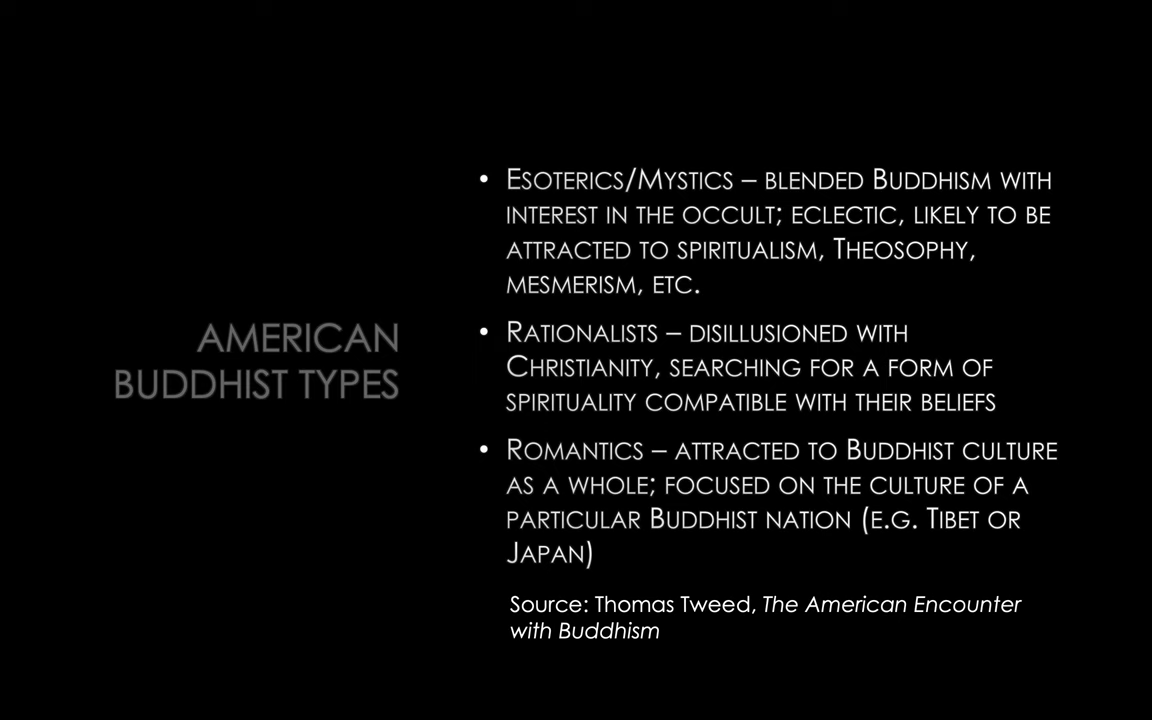 AMERICAN
BUDDHIST TYPES
• ESOTERICS/MYSTICS – BLENDED BUDDHISM WITH
INTEREST IN THE OCCULT; ECLECTIC, LIKELY TO BE
ATTRACTED TO SPIRITUALISM, THEOSOPHY,
MESMERISM, ETC.
• RATIONALISTS – DISILLUSIONED WITH
CHRISTIANITY, SEARCHING FOR A FORM OF
SPIRITUALITY COMPATIBLE WITH THEIR BELIEFS
• ROMANTICS – ATTRACTED TO BUDDHIST CULTURE
AS A WHOLE; FOCUSED ON THE CULTURE OF A
PARTICULAR BUDDHIST NATION (E.G. TIBET OR
JAPAN)
Source: Thomas Tweed, The American Encounter
with Buddhism